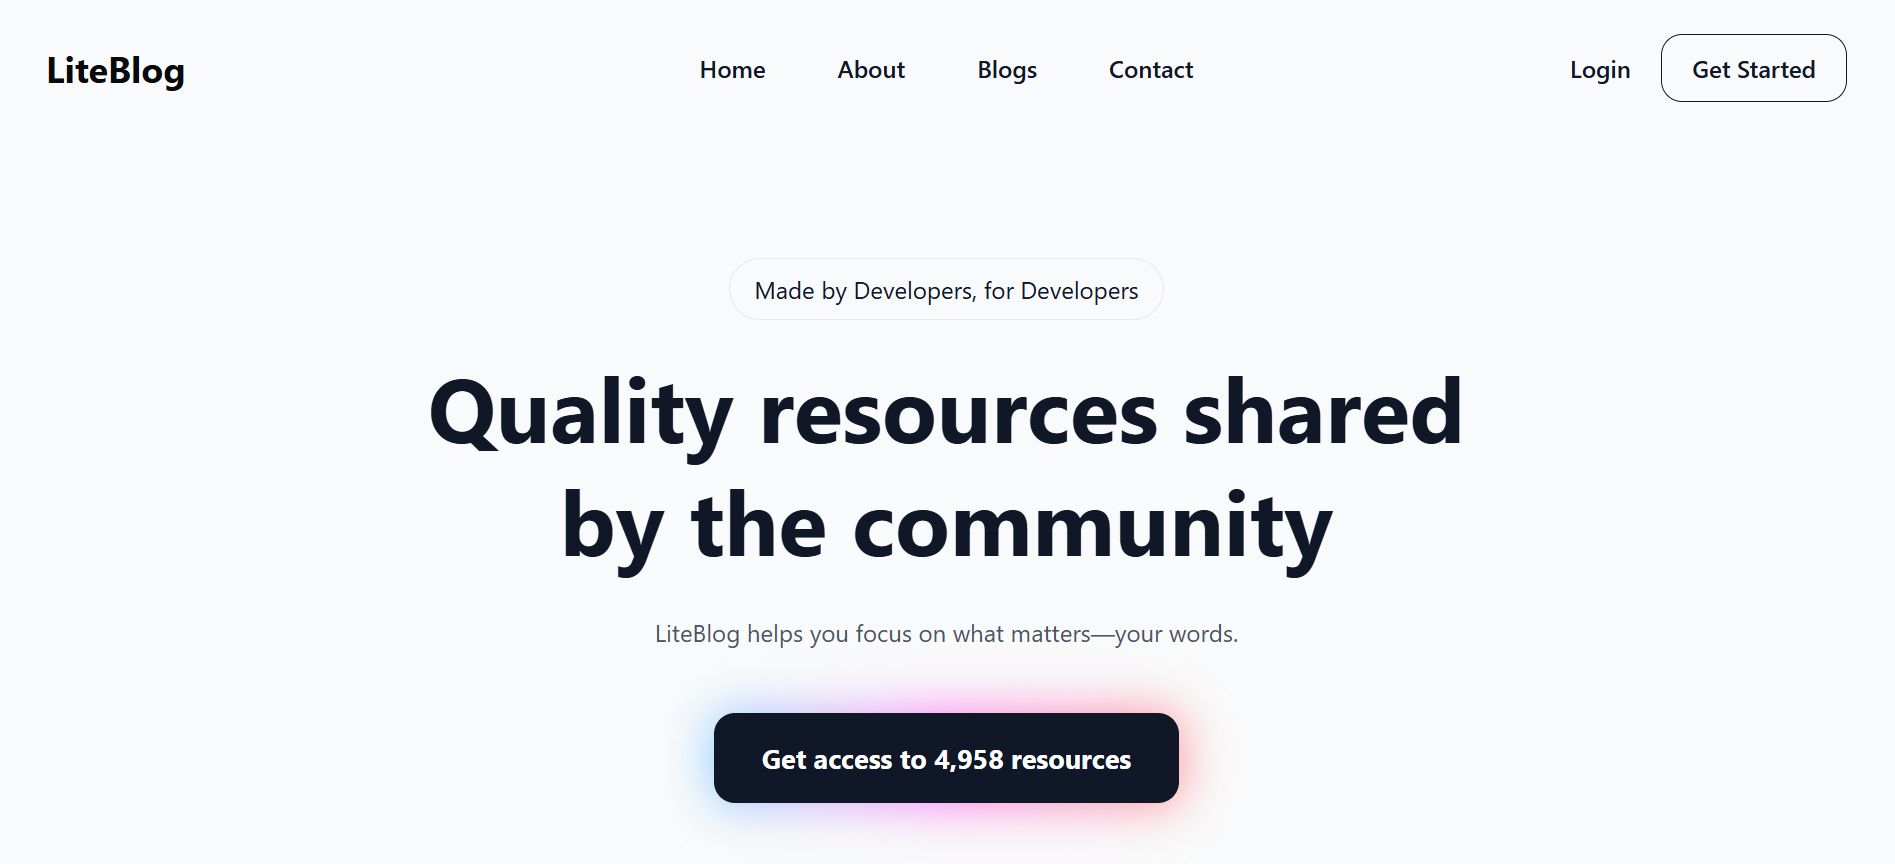 LiteBlog
Home About Blogs Contact
Login Get Started
Made by Developers, for Developers
Quality resources shared
by the community
LiteBlog helps you focus on what matters—your words.
Get access to 4,958 resources